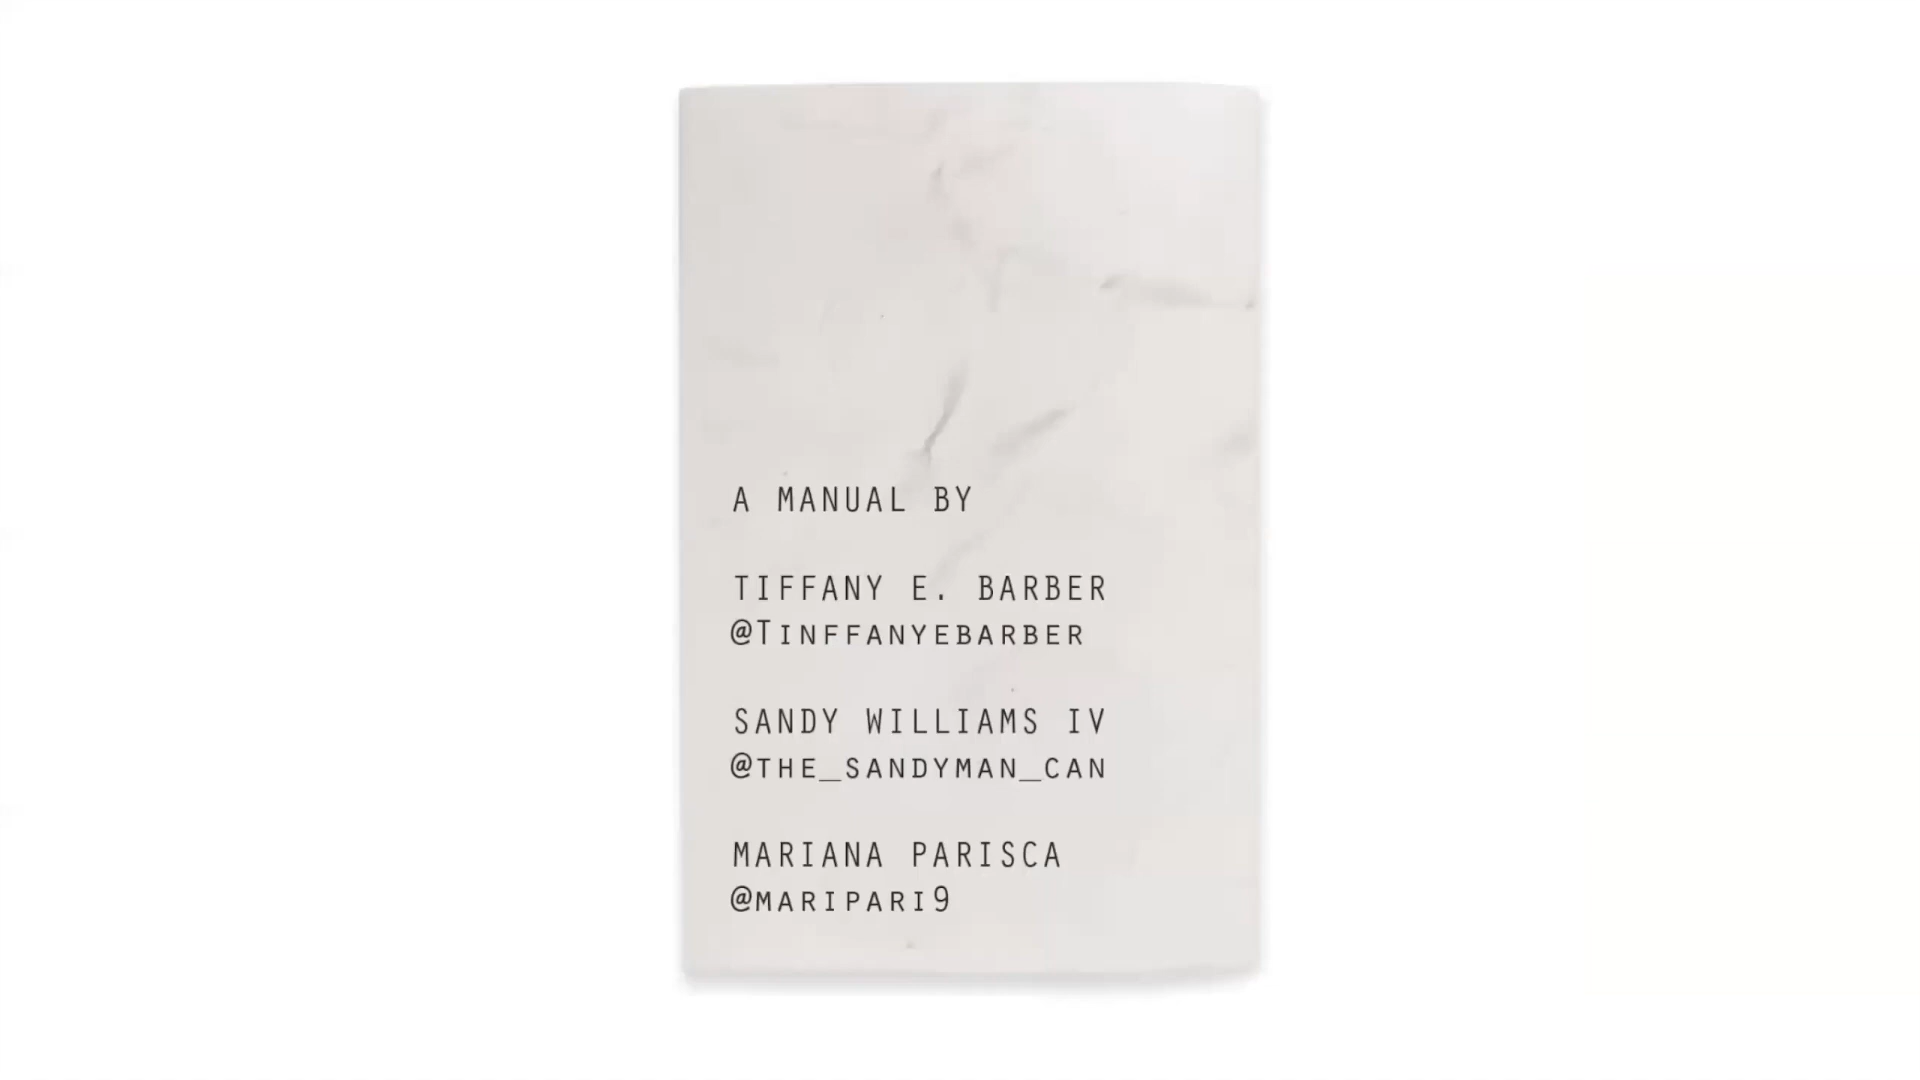 A MANUAL BY
TIFFANY E. BARBER
@TINFFANYEBARBER
SANDY WILLIAMS IV
@THE_SANDYMAN_CAN
MARIANA PARISCA
@MARIPARI9